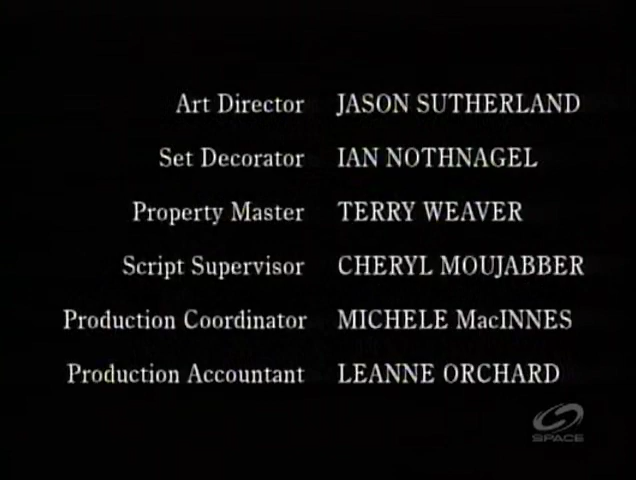 Art Director JASON SUTHERLAND
Set Decorator IAN NOTHNAGEL
Property Master TERRY WEAVER
Script Supervisor CHERYL MOUJABBER
Production Coordinator MICHELE MacINNES
Production Accountant LEANNE ORCHARD
SPACE